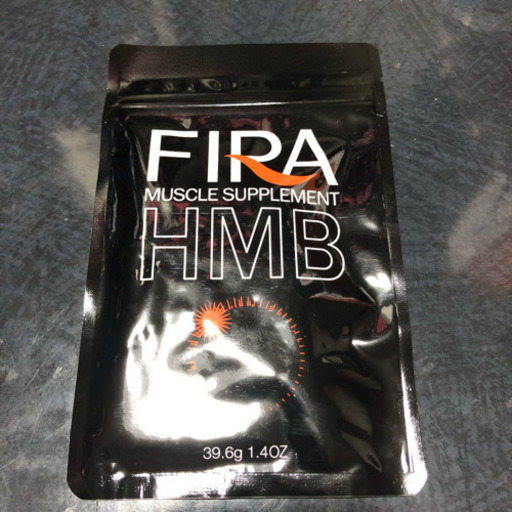 FIRA
MUSCLE SUPPLEMENT
HMB
39.6g 1.4OZ